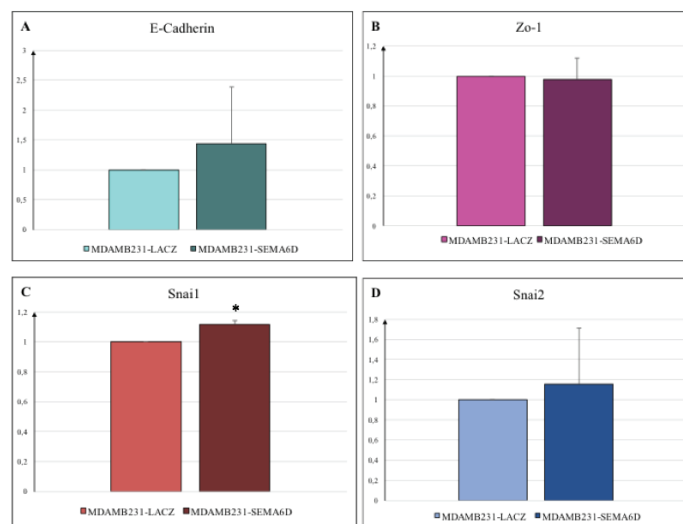 A
E-Cadherin
3
2,5
2
1,5
1
0,5
0
MDAMB231-LACZ MDAMB231-SEMA6D
B
Zo-1
1,2
1
0,8
0,6
0,4
0,2
0
MDAMB231-LACZ MDAMB231-SEMA6D
C
Snai1
*
1,2
1
0,8
0,6
0,4
0,2
0
MDAMB231-LACZ MDAMB231-SEMA6D
D
Snai2
1,8
1,6
1,4
1,2
1
0,8
0,6
0,4
0,2
0
MDAMB231-LACZ MDAMB231-SEMA6D